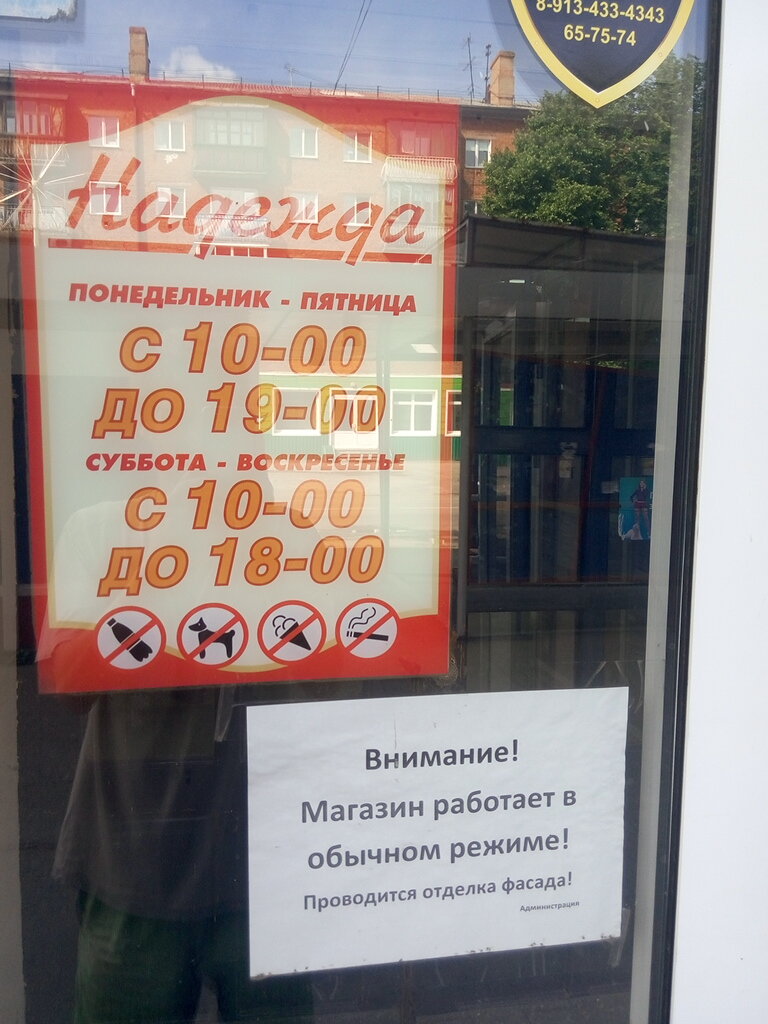 8-913-433-4343
65-75-74
Надежда
ПОНЕДЕЛЬНИК - ПЯТНИЦА
С 10-00
ДО 19-00
СУББОТА - ВОСКРЕСЕНЬЕ
С 10-00
ДО 18-00
Внимание!
Магазин работает в
обычном режиме!
Проводится отделка фасада!
Администрация